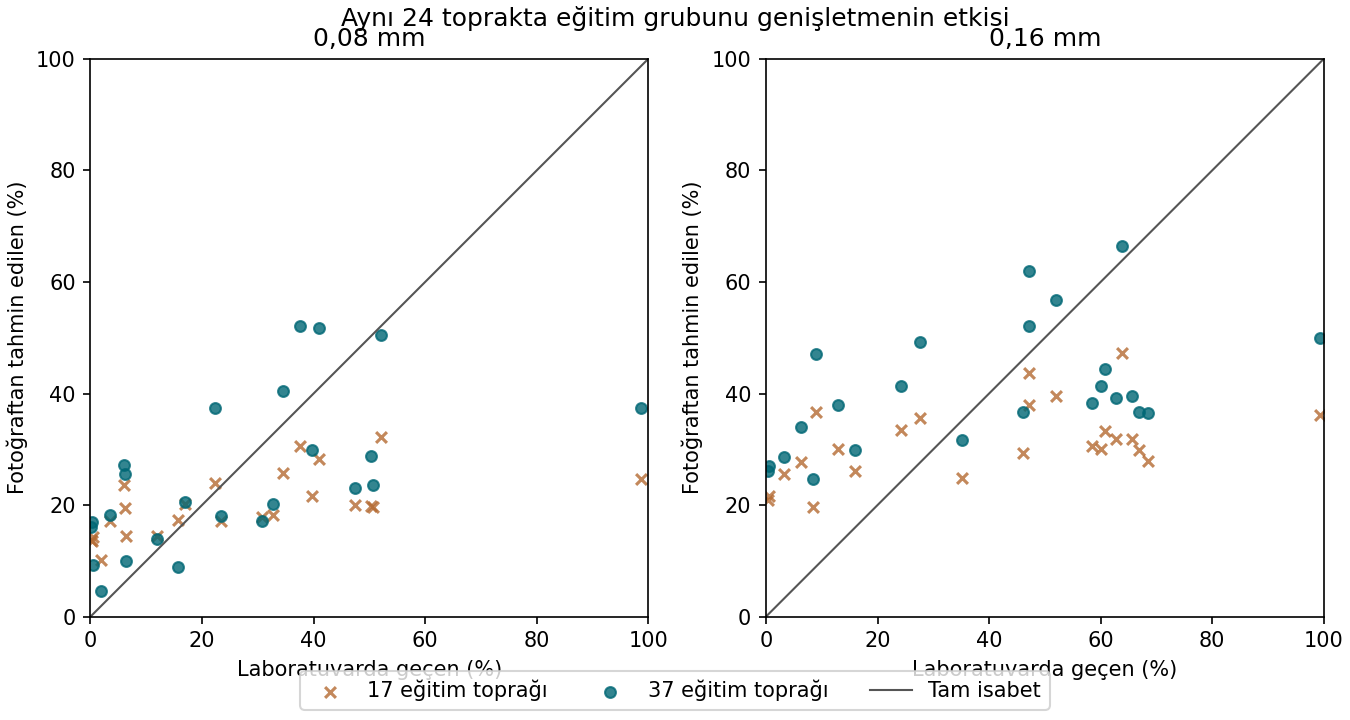 Aynı 24 toprakta eğitim grubunu genişletmenin etkisi
0,08 mm
0,16 mm
Fotoğraftan tahmin edilen (%)
100
80
60
40
20
0
0 20 40 60 80 100
Laboratuvarda geçen (%)
Fotoğraftan tahmin edilen (%)
100
80
60
40
20
0
0 20 40 60 80 100
Laboratuvarda geçen (%)
17 eğitim toprağı 37 eğitim toprağı Tam isabet